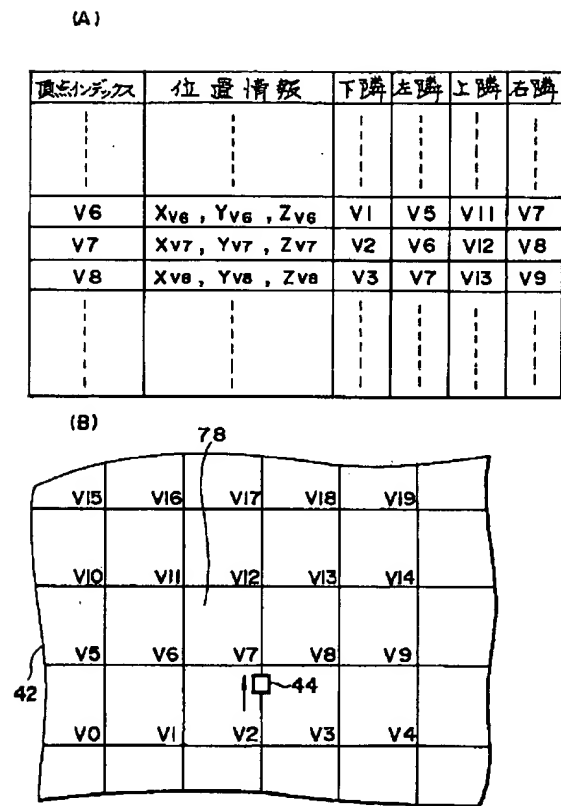 (A)
頂点インデックス 位置情報 下隣 左隣 上隣 右隣
V6 XV6, YV6, ZV6 V1 V5 V11 V7
V7 XV7, YV7, ZV7 V2 V6 V12 V8
V8 XV8, YV8, ZV8 V3 V7 V13 V9
(B)
78
V15 V16 V17 V18 V19
V10 V11 V12 V13 V14
V5 V6 V7 V8 V9
42
44
V0 V1 V2 V3 V4